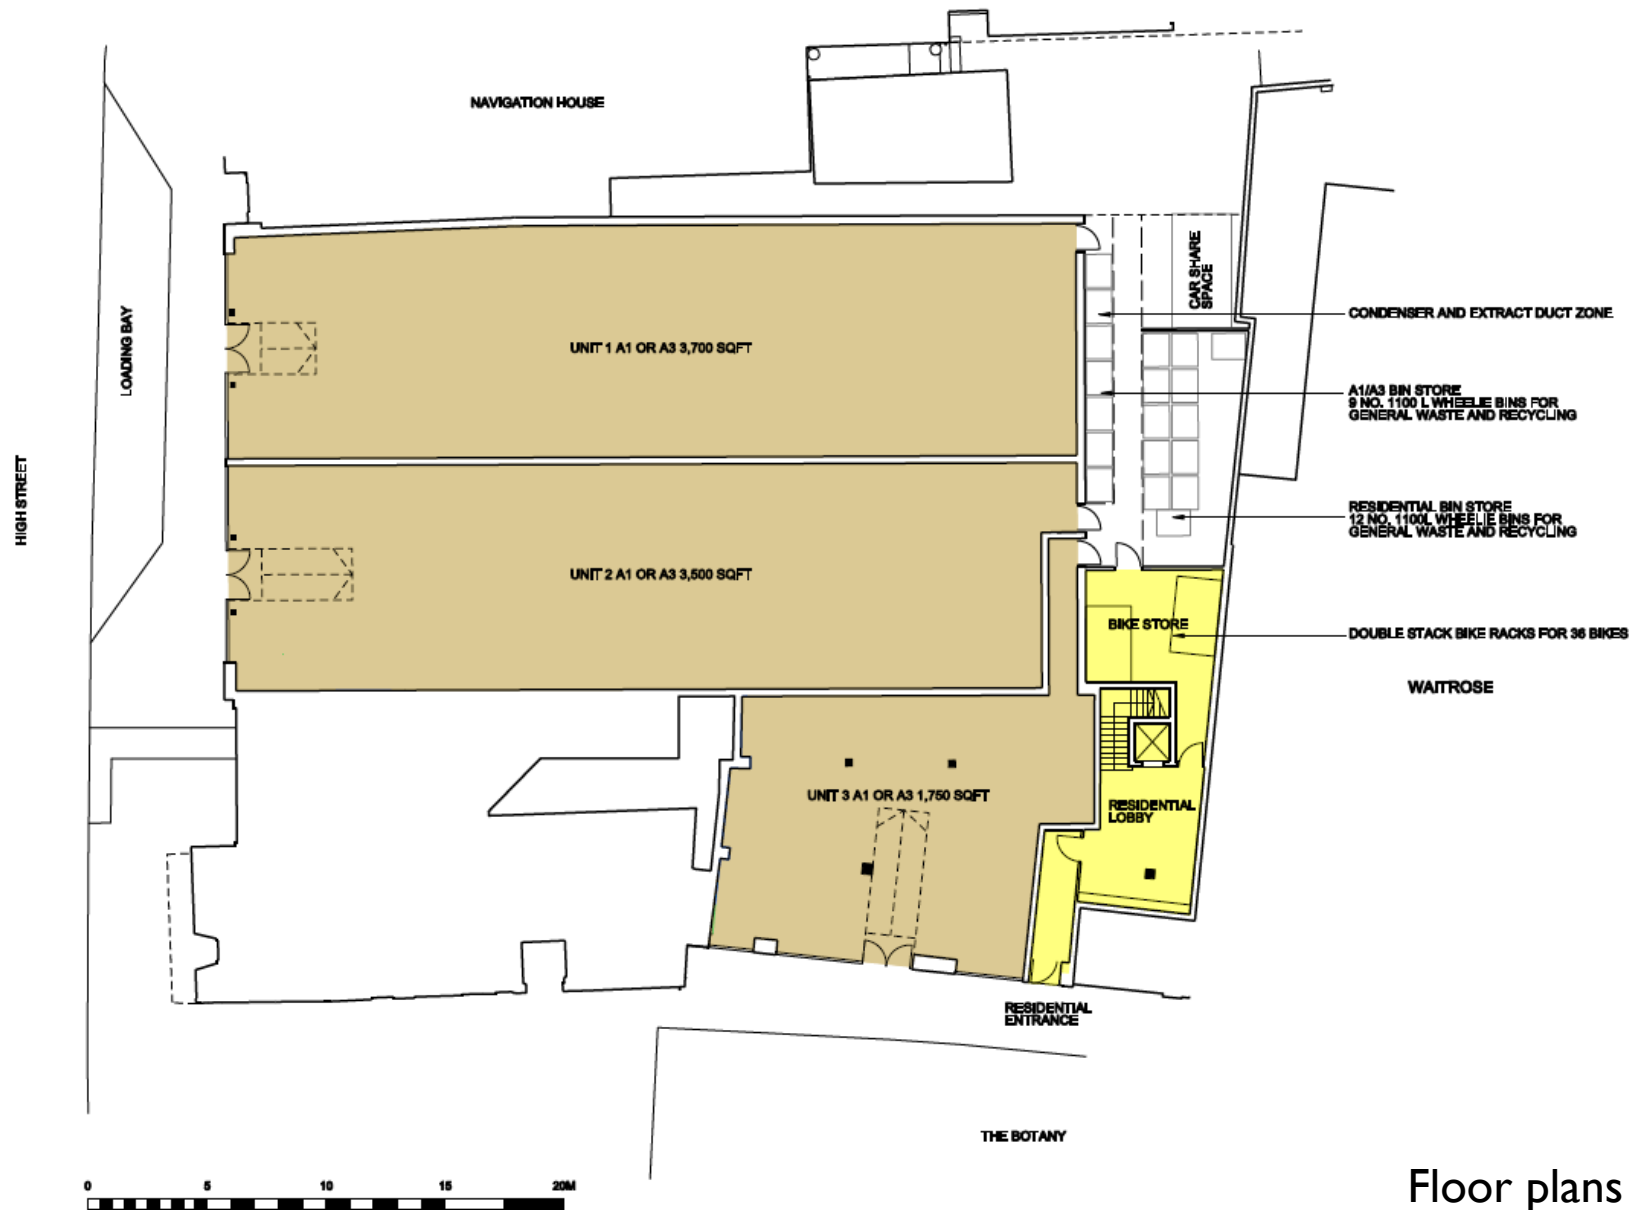 NAVIGATION HOUSE
CAR SHARE
SPACE
LOADING BAY
HIGH STREET
UNIT 1 A1 OR A3 3,700 SQFT
CONDENSER AND EXTRACT DUCT ZONE
A1/A3 BIN STORE
9 NO. 1100 L WHEELIE BINS FOR
GENERAL WASTE AND RECYCLING
RESIDENTIAL BIN STORE
12 NO. 1100L WHEELIE BINS FOR
GENERAL WASTE AND RECYCLING
UNIT 2 A1 OR A3 3,500 SQFT
BIKE STORE
DOUBLE STACK BIKE RACKS FOR 36 BIKES
WAITROSE
UNIT 3 A1 OR A3 1,750 SQFT
RESIDENTIAL
LOBBY
RESIDENTIAL
ENTRANCE
THE BOTANY
0 5 10 15 20M
Floor plans